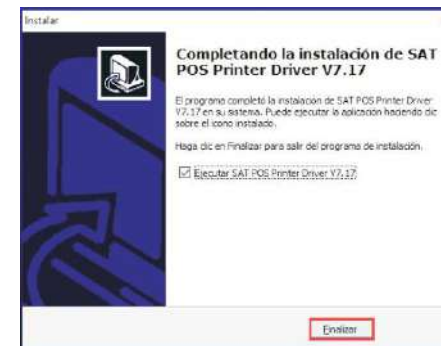 Instalar
Completando la instalación de SAT
POS Printer Driver V7.17
El programa completó la instalación de SAT POS Printer Driver
V7.17 en su sistema. Puede ejecutar la aplicación haciendo clic
sobre el icono instalado.
Haga clic en Finalizar para salir del programa de instalación.
Ejecutar SAT POS Printer Driver V7.17
Finalizar